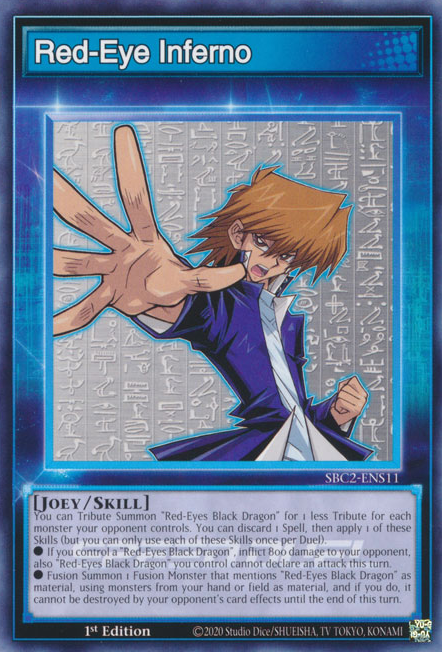 Red-Eye Inferno
SBC2-ENS11
[JOEY/SKILL]
You can Tribute Summon "Red-Eyes Black Dragon" for 1 less Tribute for each
monster your opponent controls. You can discard 1 Spell, then apply 1 of these
Skills (but you can only use each of these Skills once per Duel).
● If you control a "Red-Eyes Black Dragon", inflict 800 damage to your opponent,
also "Red-Eyes Black Dragon" you control cannot declare an attack this turn.
● Fusion Summon 1 Fusion Monster that mentions "Red-Eyes Black Dragon" as
material, using monsters from your hand or field as material, and if you do, it
cannot be destroyed by your opponent's card effects until the end of this turn.
1st Edition
©2020 Studio Dice/SHUEISHA, TV TOKYO, KONAMI